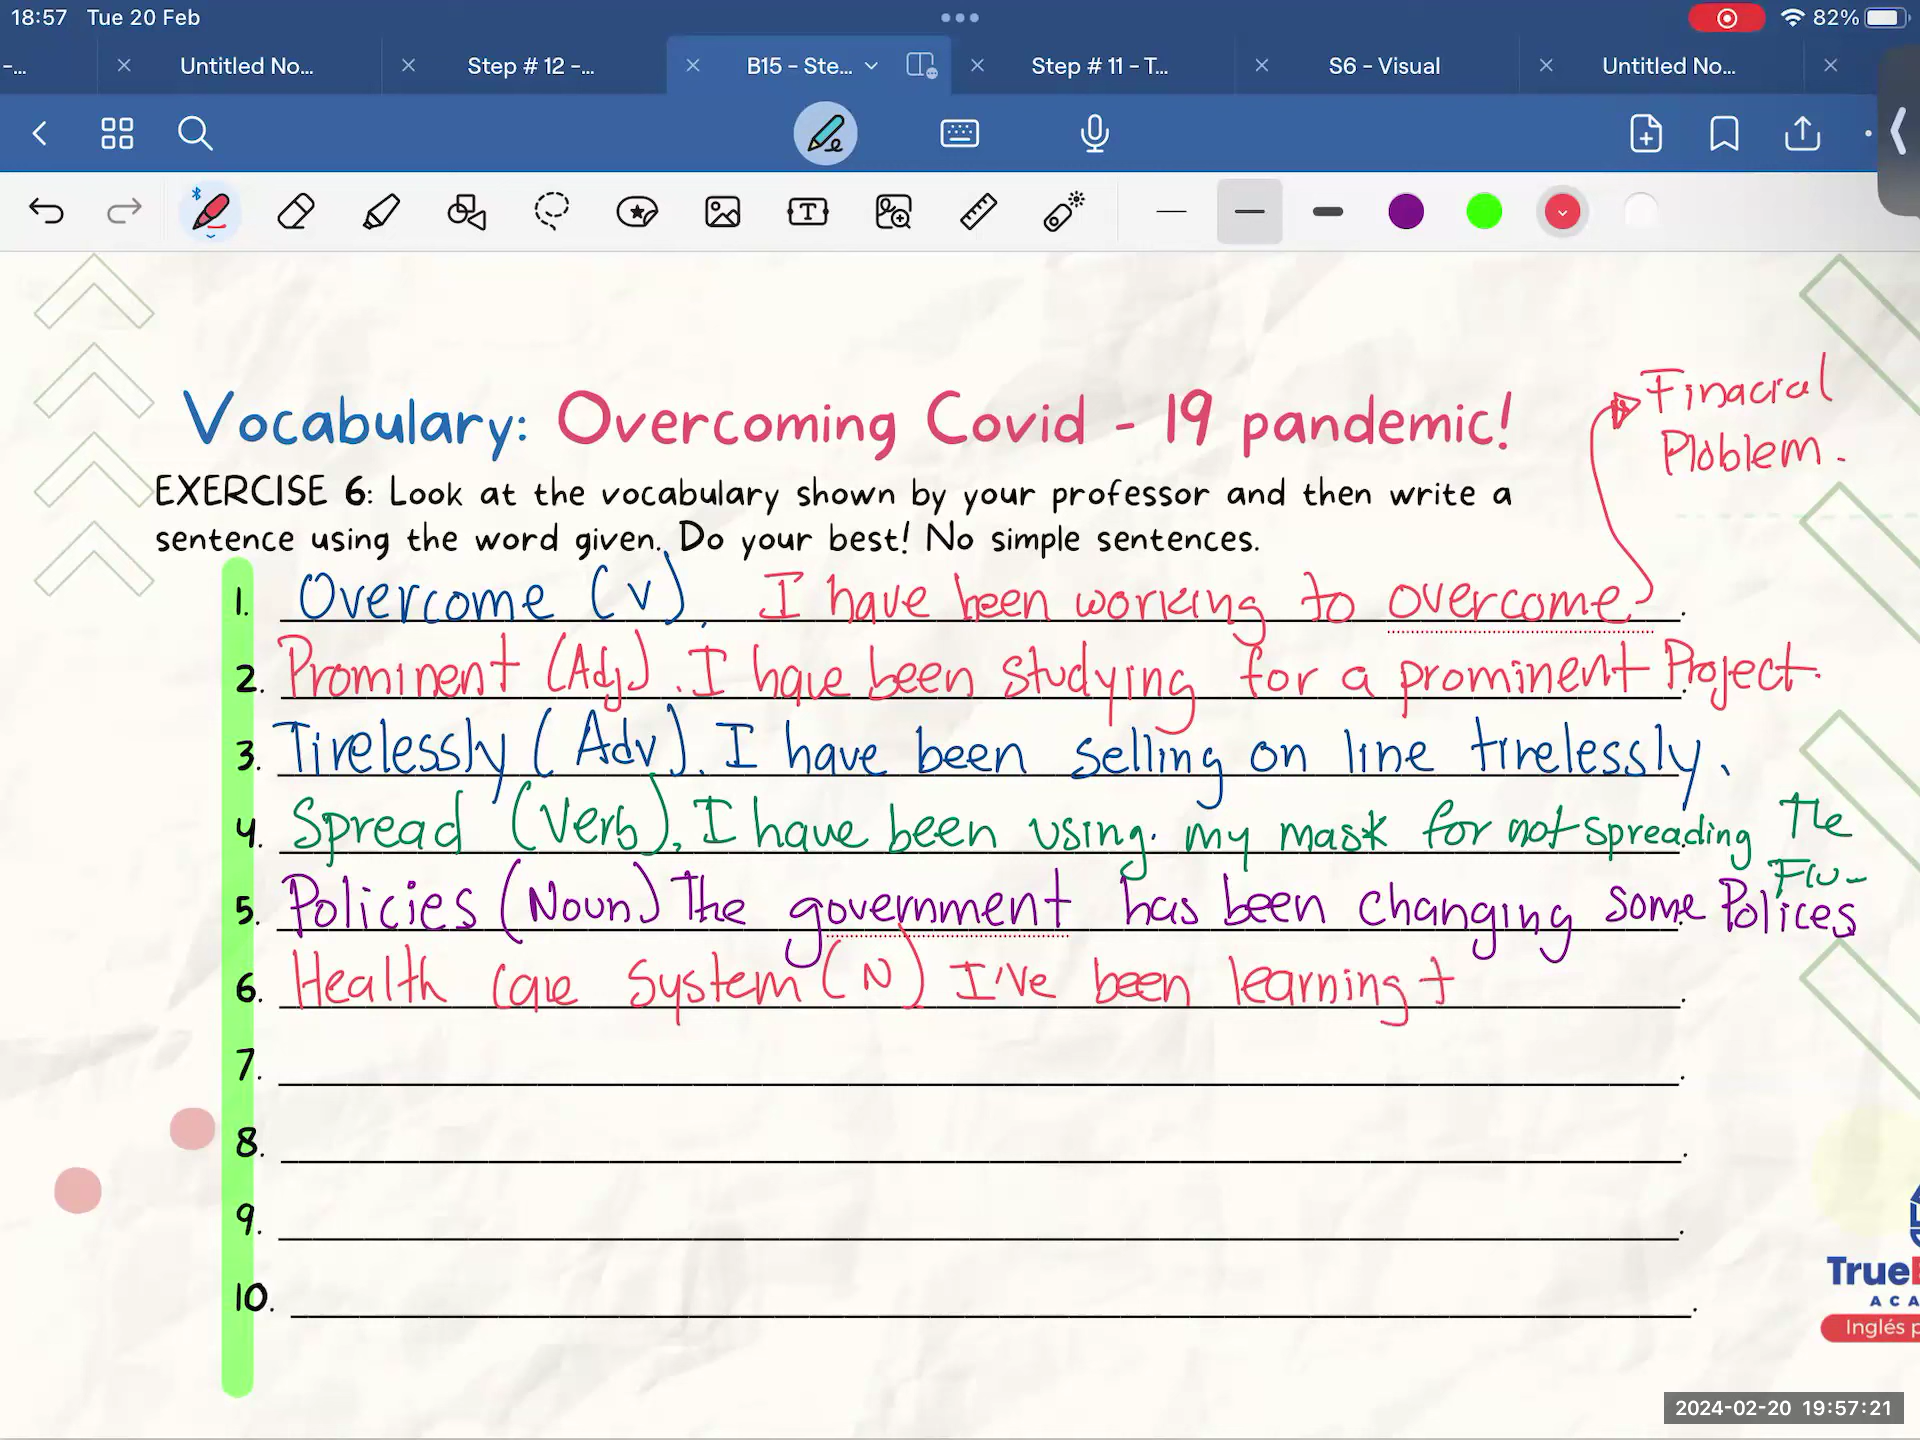 18:57 Tue 20 Feb
82%
-...
Untitled No...
Step # 12 -...
B15 - Ste...
Step # 11 - T...
S6 - Visual
Untitled No...
Finacial
Vocabulary: Overcoming Covid - 19 pandemic!
Ploblem.
EXERCISE 6: Look at the vocabulary shown by your professor and then write a
sentence using the word given. Do your best! No simple sentences.
1. Overcome (v). I have been working to overcome.
2. Prominent (Adj). I have been studying for a prominent Project.
3. Tirelessly (Adv). I have been selling on line tirelessly.
4. Spread (Verb). I have been using my mask for not spreading the
Flu-
5. Policies (Noun) The government has been changing some Polices
6. Health care System (N) I've been learning t
7.
8.
9.
10.
True
ACA
Inglés p
2024-02-20 19:57:21